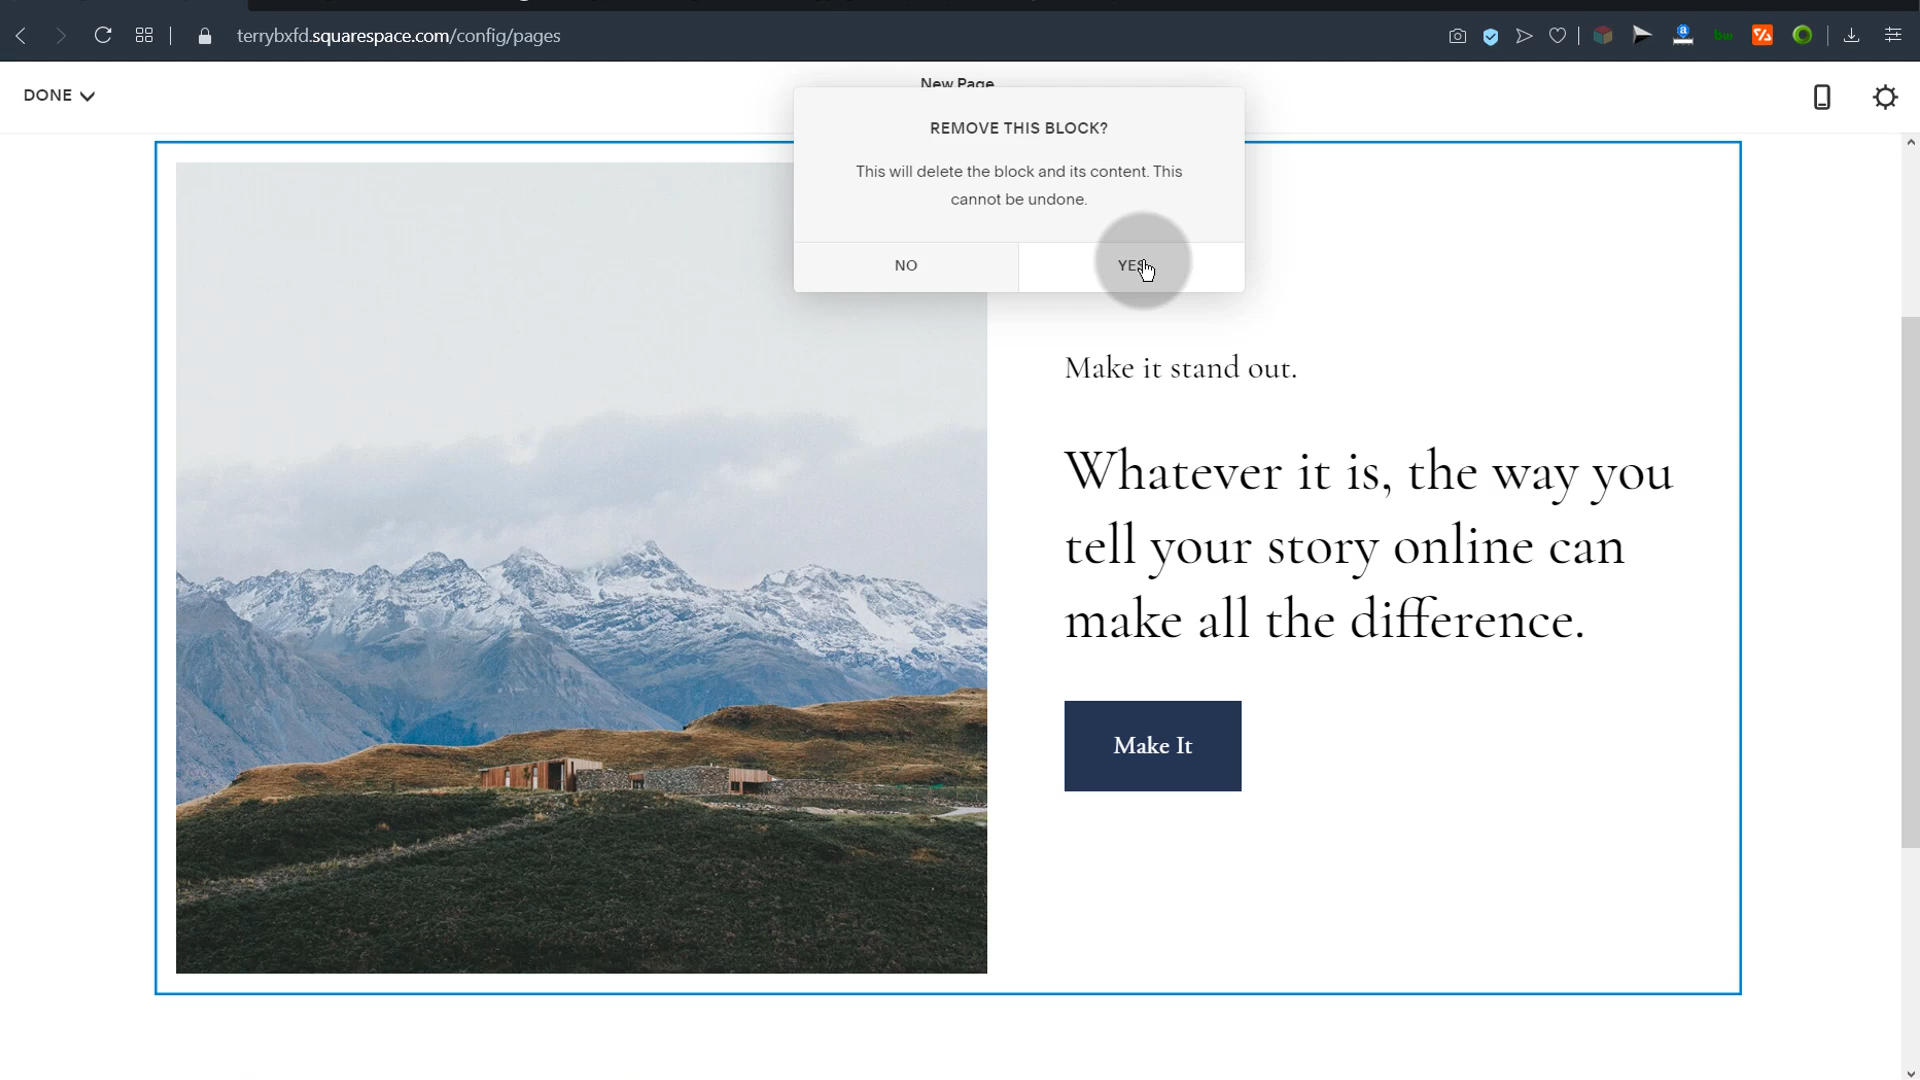 terrybxfd.squarespace.com/config/pages
DONE
New Page
REMOVE THIS BLOCK?
This will delete the block and its content. This
cannot be undone.
NO
YES
Make it stand out.
Whatever it is, the way you
tell your story online can
make all the difference.
Make It